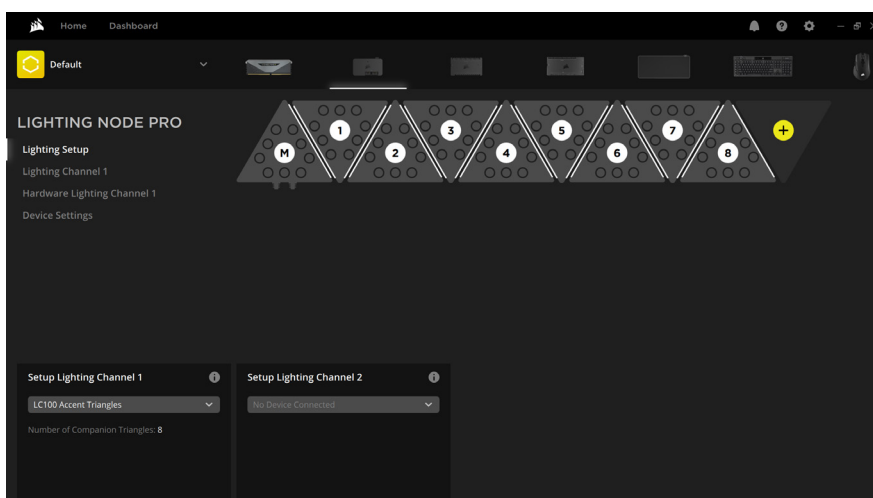 Home Dashboard
Default
LIGHTING NODE PRO
Lighting Setup
Lighting Channel 1
Hardware Lighting Channel 1
Device Settings
M 1 2 3 4 5 6 7 8 +
Setup Lighting Channel 1
LC100 Accent Triangles
Number of Companion Triangles: 8
Setup Lighting Channel 2
No Device Connected